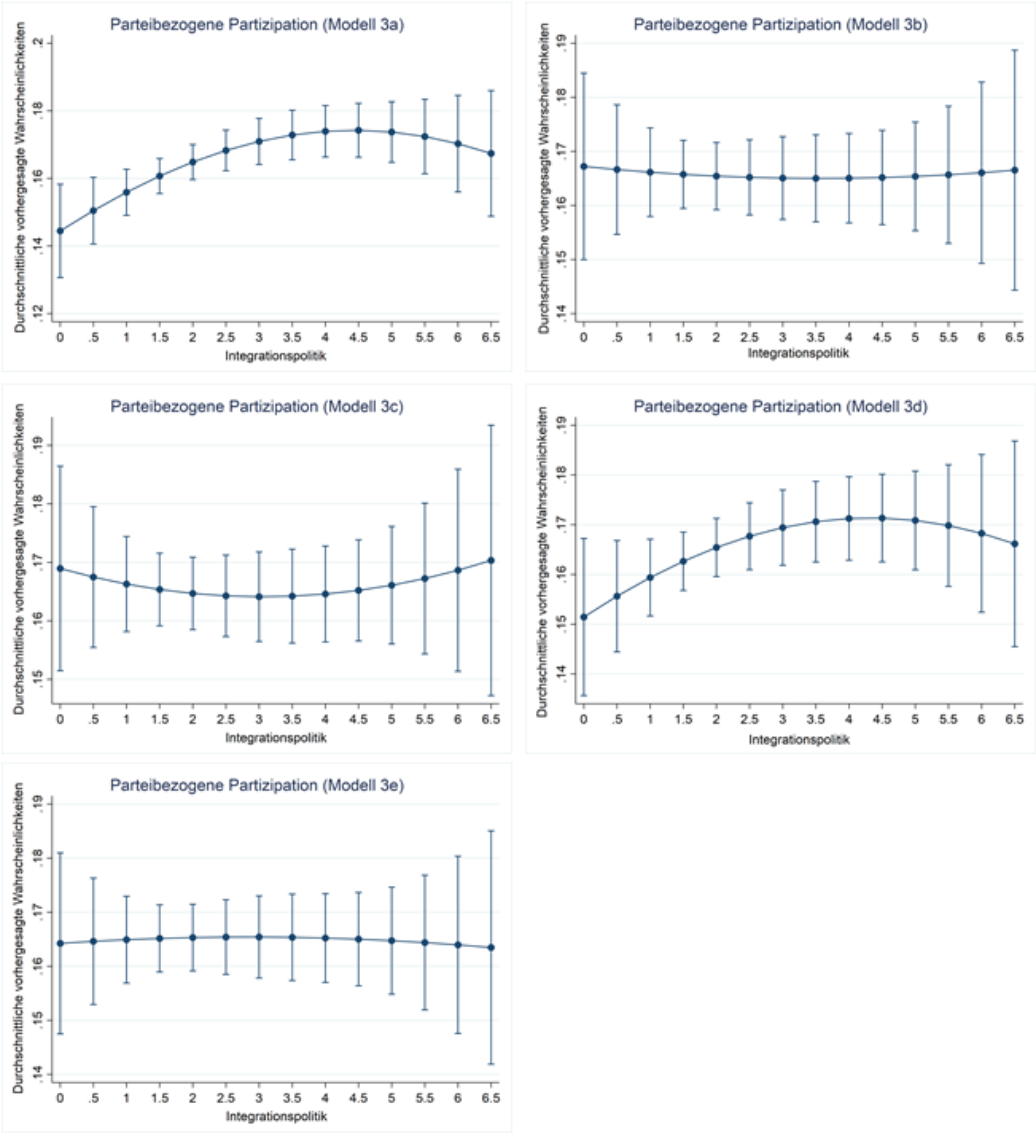 Parteibezogene Partizipation (Modell 3a)
Durchschnittliche vorhergesagte Wahrscheinlichkeiten
.2
.18
.16
.14
.12
0 .5 1 1.5 2 2.5 3 3.5 4 4.5 5 5.5 6 6.5
Integrationspolitik
Parteibezogene Partizipation (Modell 3b)
Durchschnittliche vorhergesagte Wahrscheinlichkeiten
.19
.18
.17
.16
.15
.14
0 .5 1 1.5 2 2.5 3 3.5 4 4.5 5 5.5 6 6.5
Integrationspolitik
Parteibezogene Partizipation (Modell 3c)
Durchschnittliche vorhergesagte Wahrscheinlichkeiten
.19
.18
.17
.16
.15
0 .5 1 1.5 2 2.5 3 3.5 4 4.5 5 5.5 6 6.5
Integrationspolitik
Parteibezogene Partizipation (Modell 3d)
Durchschnittliche vorhergesagte Wahrscheinlichkeiten
.19
.18
.17
.16
.15
.14
0 .5 1 1.5 2 2.5 3 3.5 4 4.5 5 5.5 6 6.5
Integrationspolitik
Parteibezogene Partizipation (Modell 3e)
Durchschnittliche vorhergesagte Wahrscheinlichkeiten
.19
.18
.17
.16
.15
.14
0 .5 1 1.5 2 2.5 3 3.5 4 4.5 5 5.5 6 6.5
Integrationspolitik